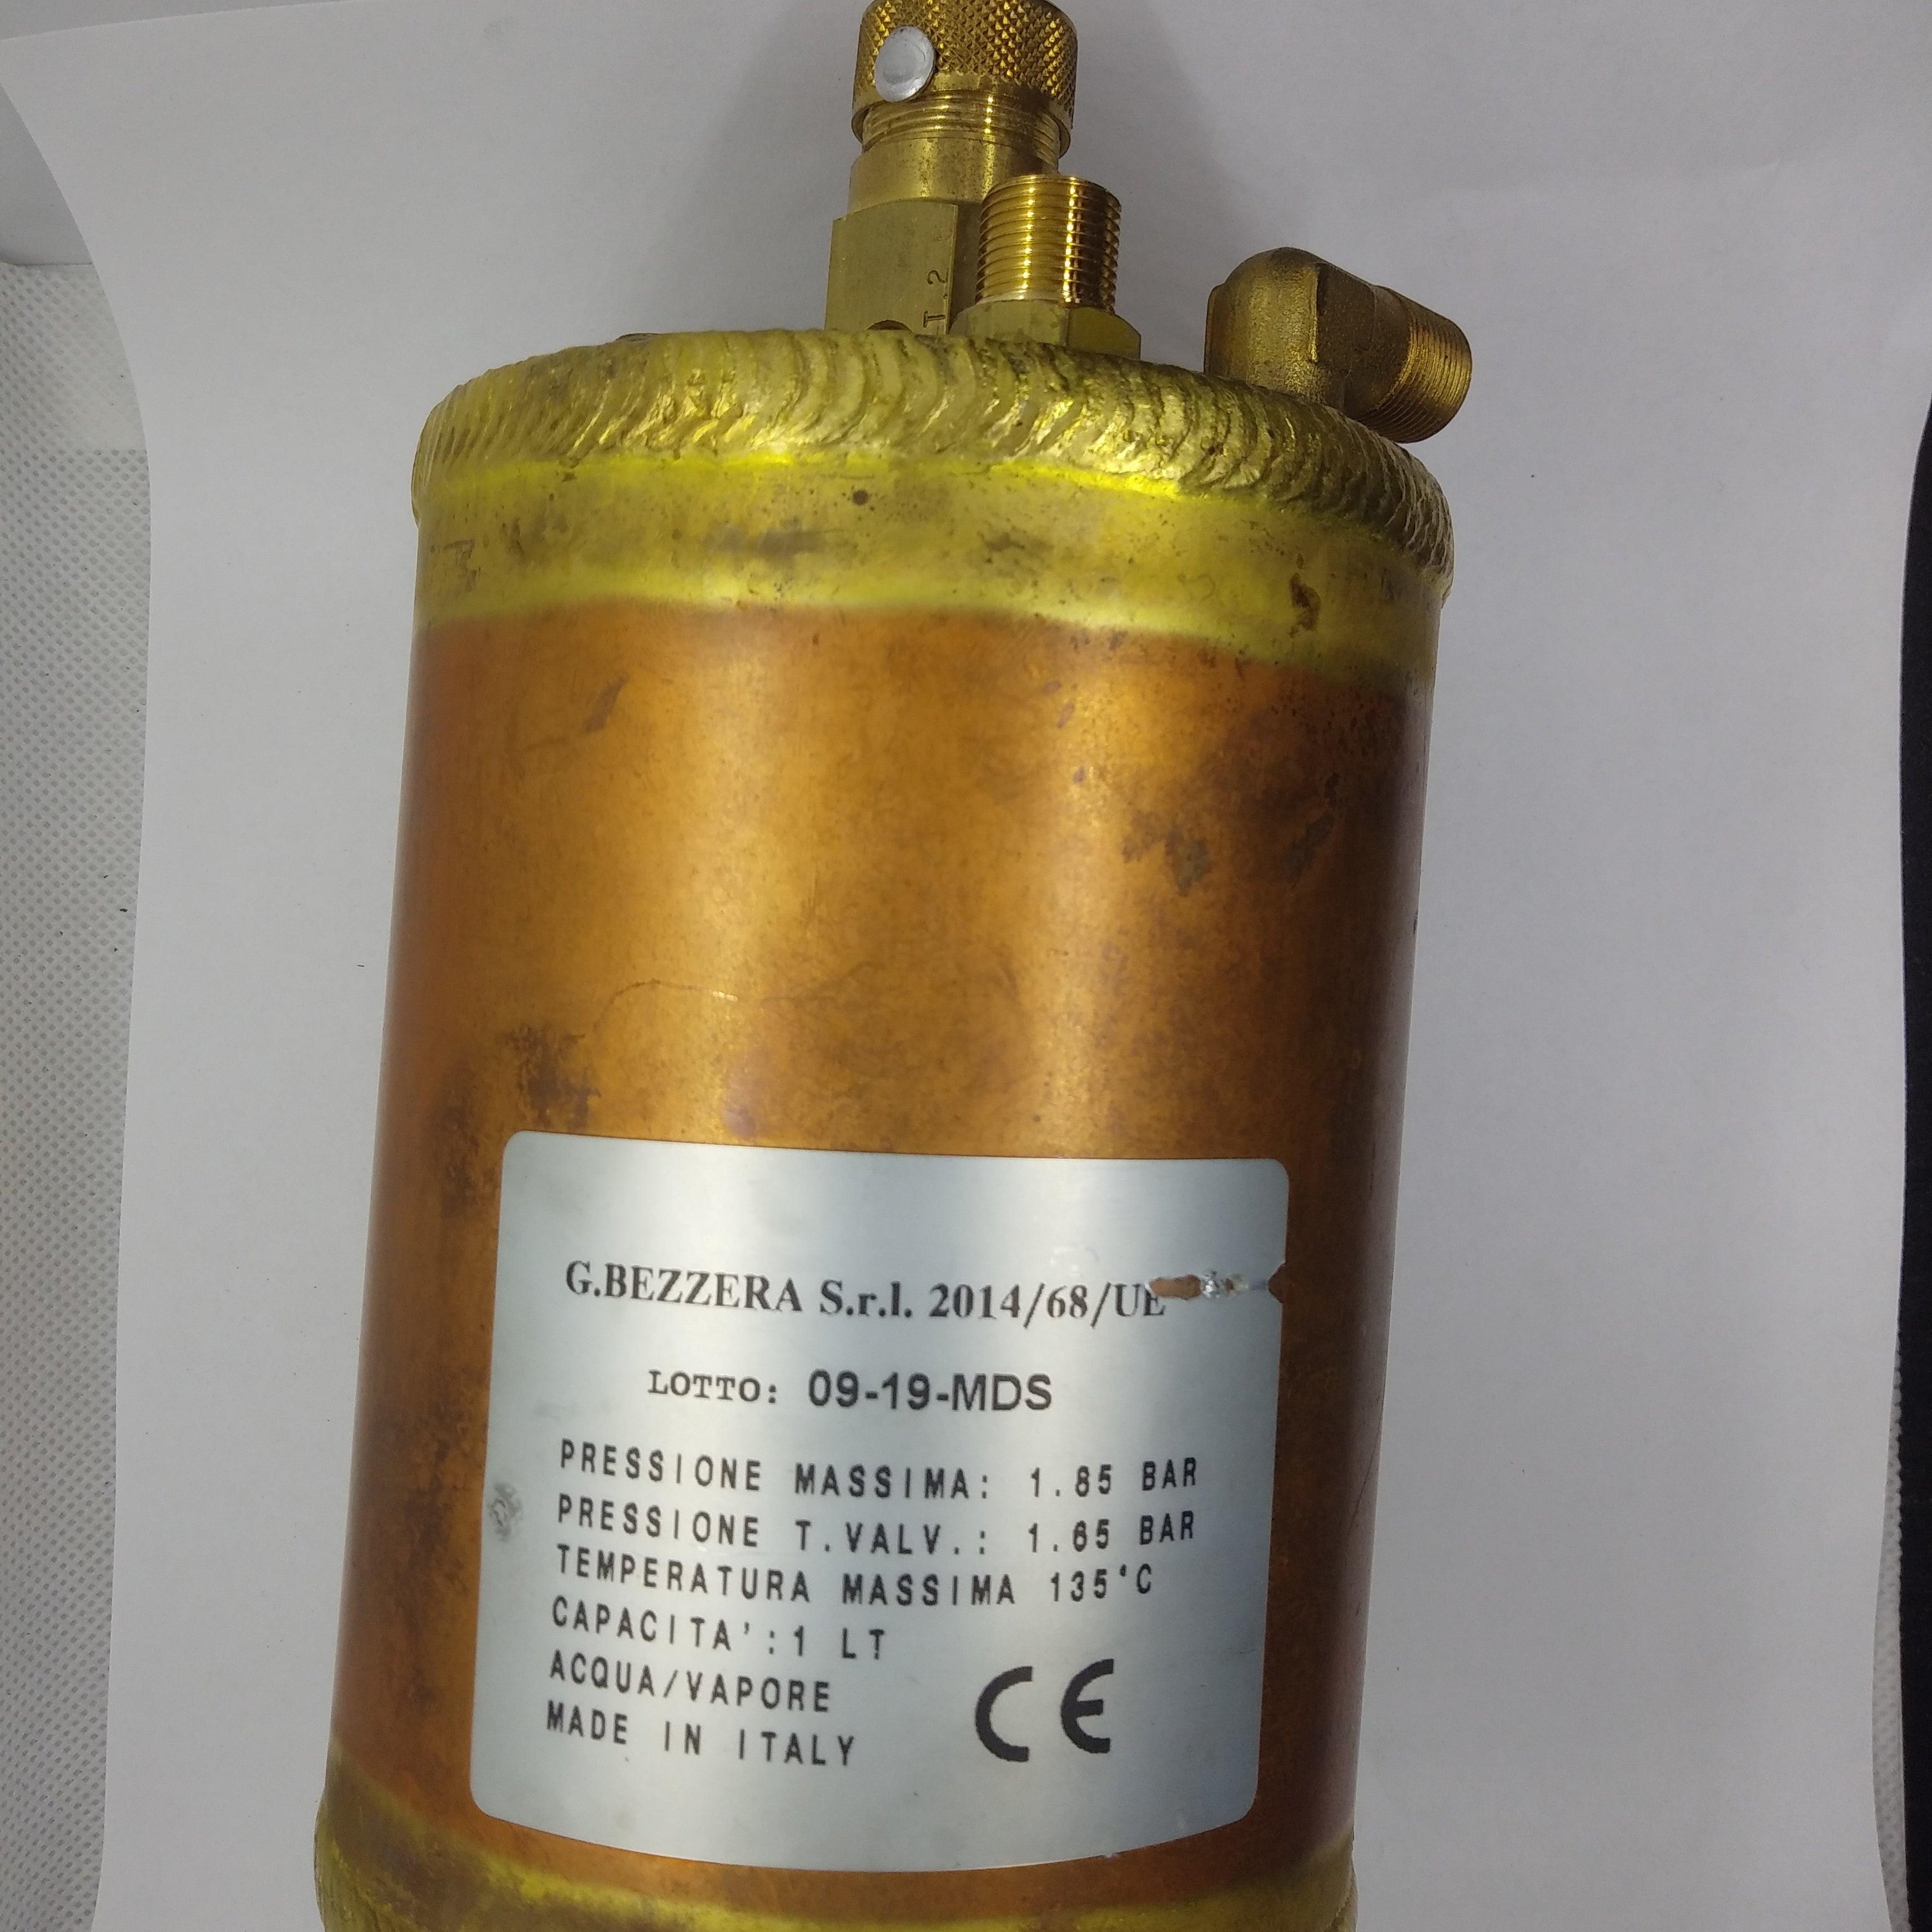 T.2
G.BEZZERA S.r.l. 2014/68/UE
LOTTO: 09-19-MDS
PRESSIONE MASSIMA: 1.85 BAR
PRESSIONE T.VALV.: 1.65 BAR
TEMPERATURA MASSIMA 135°C
CAPACITA':1 LT
ACQUA/VAPORE
MADE IN ITALY
CE